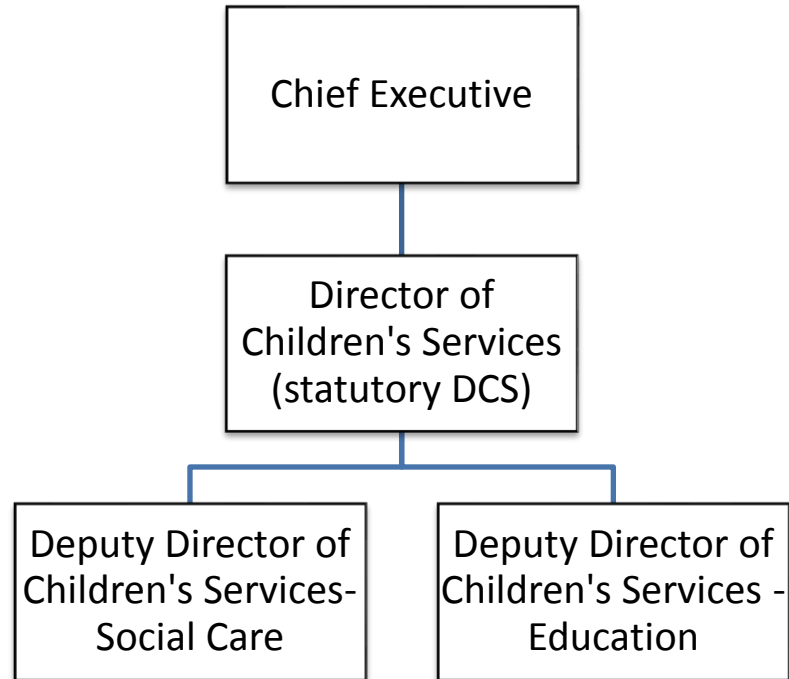 Chief Executive
Director of
Children's Services
(statutory DCS)
Deputy Director of
Children's Services-
Social Care
Deputy Director of
Children's Services -
Education